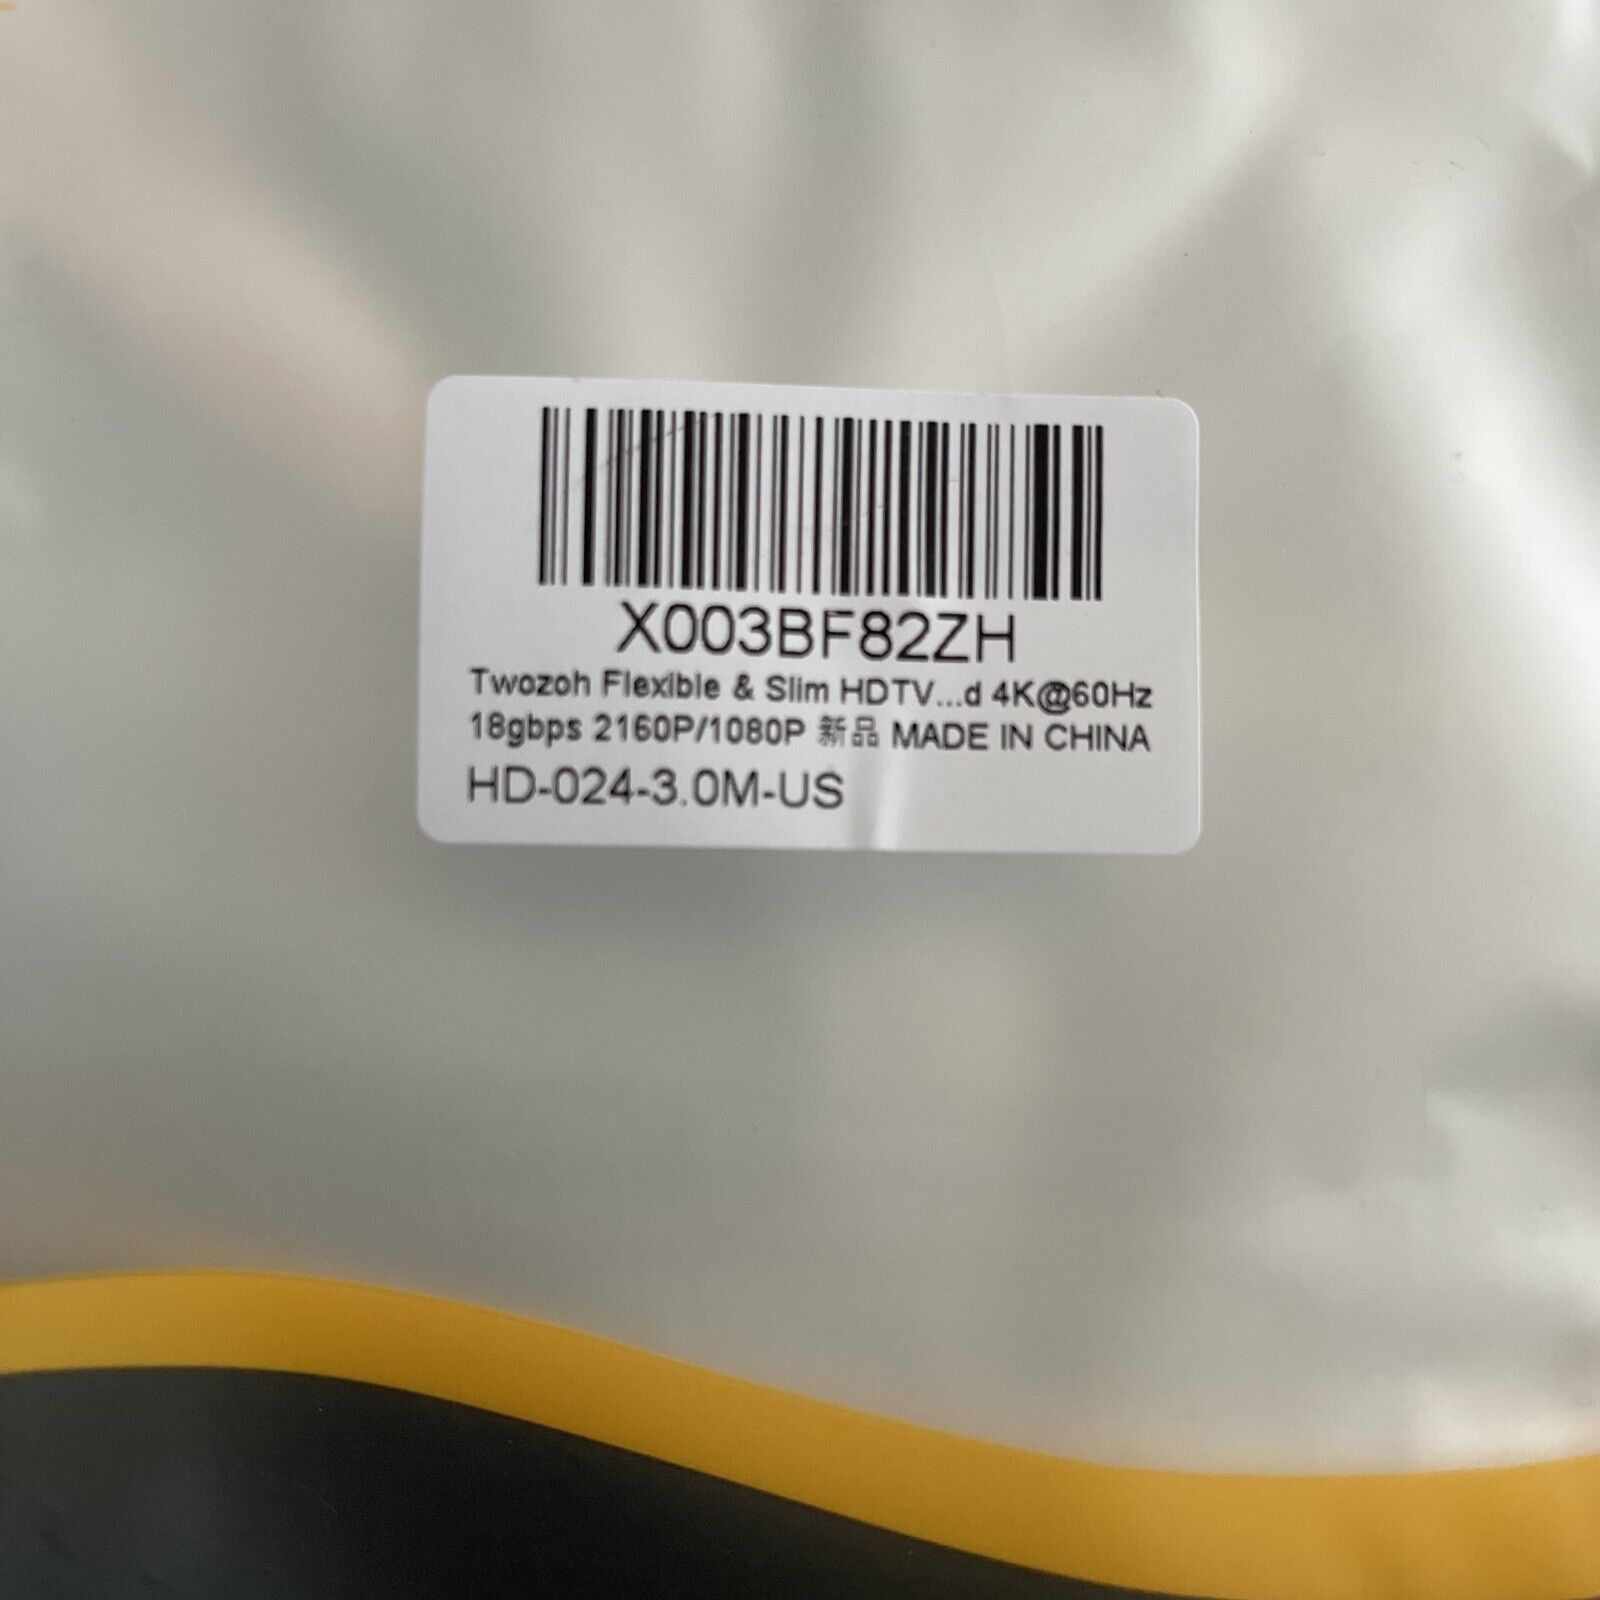 X003BF82ZH
Twozoh Flexible & Slim HDTV...d 4K@60Hz
18gbps 2160P/1080P 新品 MADE IN CHINA
HD-024-3.0M-US